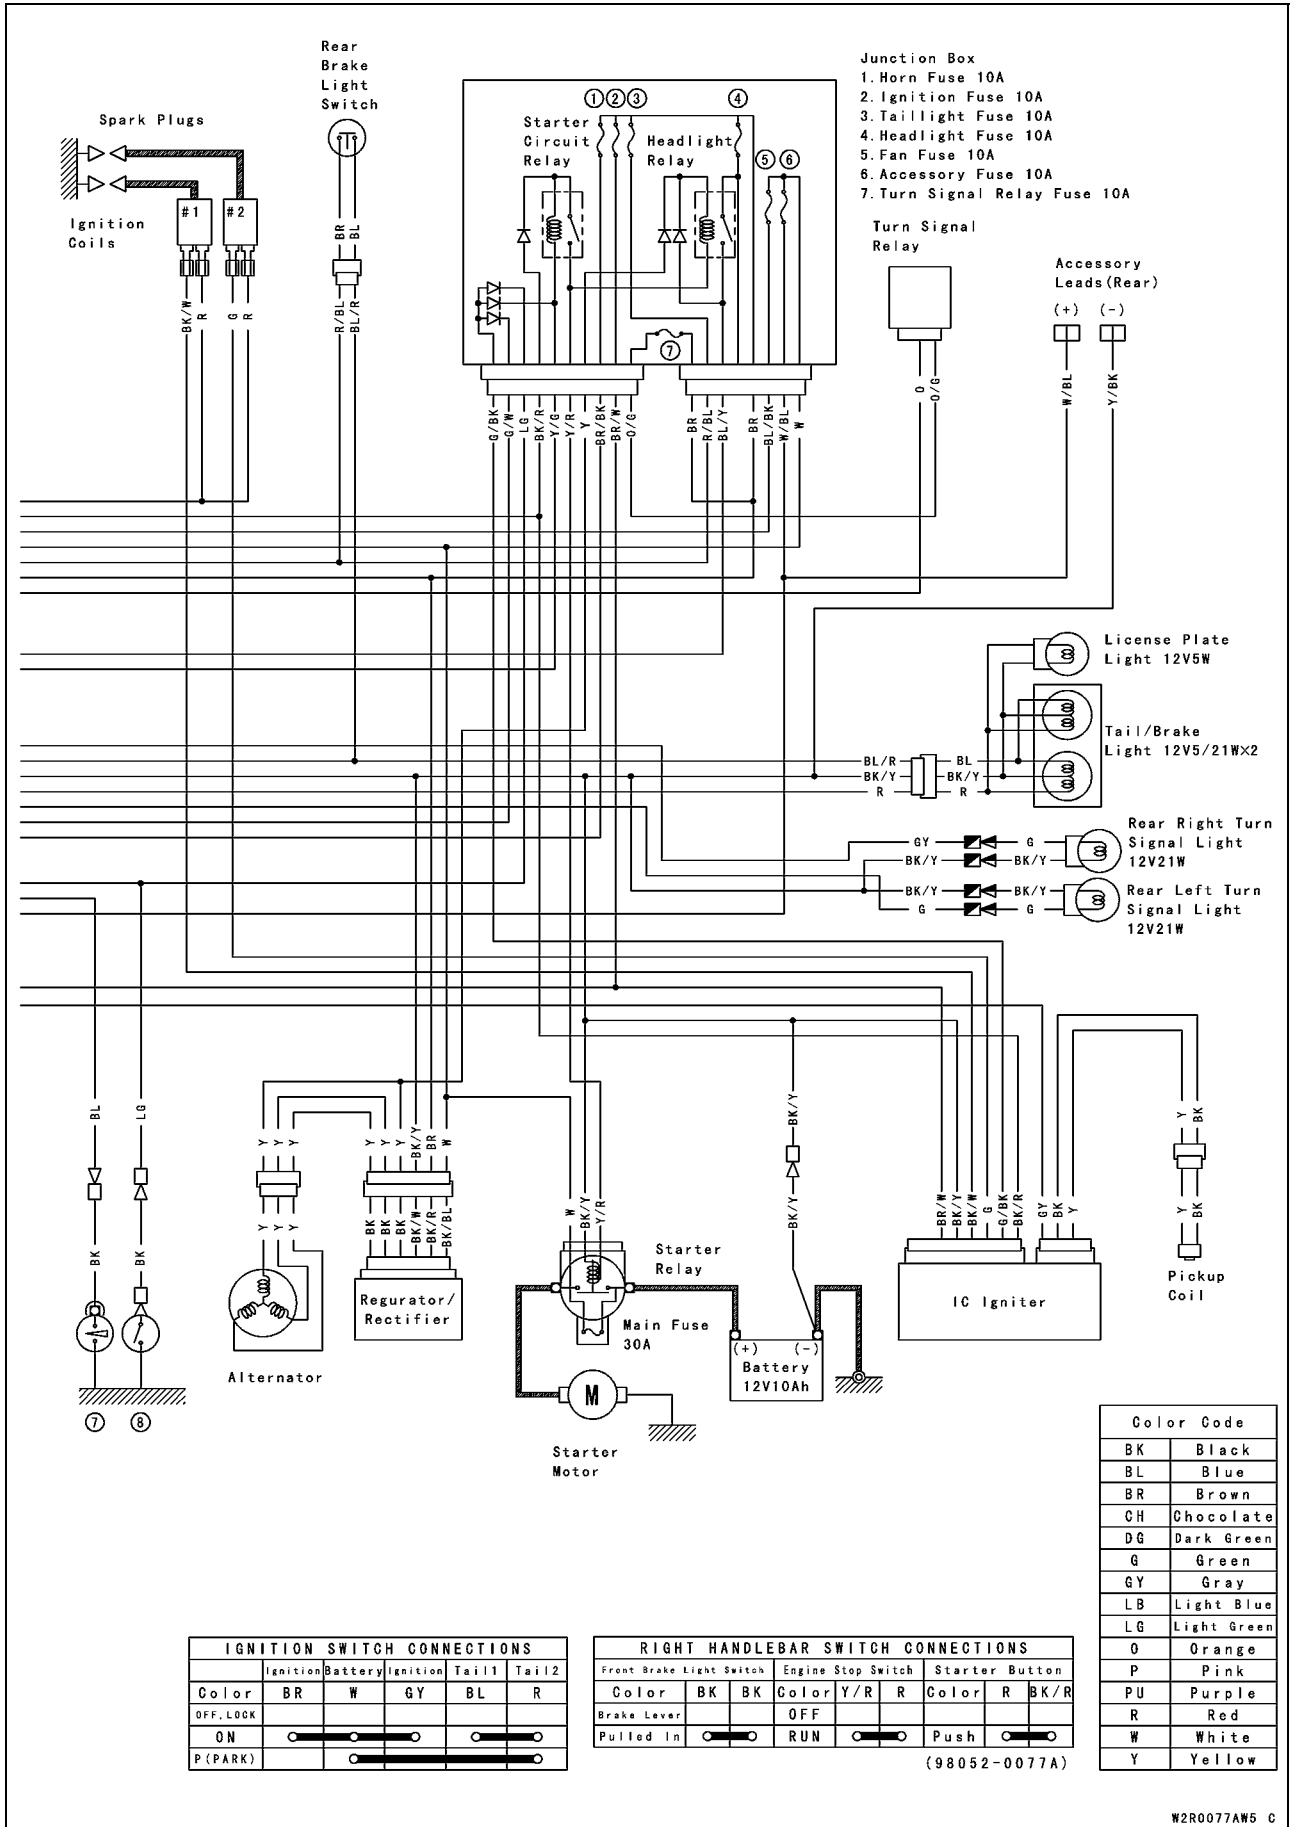 Rear
Brake
Light
Switch
Spark Plugs
Ignition
Coils
#1
#2
BR
BL
R/BL
BL/R
BK/W
R
G
R
Junction Box
1.Horn Fuse 10A
2.Ignition Fuse 10A
3.Taillight Fuse 10A
4.Headlight Fuse 10A
5.Fan Fuse 10A
6.Accessory Fuse 10A
7.Turn Signal Relay Fuse 10A
① ② ③ ④
Starter
Circuit
Relay
Headlight
Relay
⑤ ⑥
⑦
Turn Signal
Relay
O
O/G
Accessory
Leads(Rear)
(+) (-)
W/BL
Y/BK
G/BK
G/W
LG
BK/R
Y/G
Y/R
Y
BR/BK
BR/W
O/G
BR
R/BL
BL/Y
BR
BL/BK
W/BL
W
License Plate
Light 12V5W
Tail/Brake
Light 12V5/21W×2
BL/R BL
BK/Y BK/Y
R R
Rear Right Turn
Signal Light
12V21W
GY G
BK/Y BK/Y
Rear Left Turn
Signal Light
12V21W
BK/Y BK/Y
G G
BL
LG
BK
BK
⑦ ⑧
Y Y Y
Y Y Y
Alternator
Y Y Y BK/Y BR W
BK BK BK BK/W BK/R BK/BL
Regurator/
Rectifier
W
BK/Y
Y/R
Starter
Relay
Main Fuse
30A
M
Starter
Motor
BK/Y
BK/Y
(+) (-)
Battery
12V10Ah
BR/W
BK/Y
BK/W
G
G/BK
BK/R
GY
BK
Y
IC Igniter
Y BK
Y BK
Pickup
Coil
Color Code
BK Black
BL Blue
BR Brown
CH Chocolate
DG Dark Green
G Green
GY Gray
LB Light Blue
LG Light Green
O Orange
P Pink
PU Purple
R Red
W White
Y Yellow
IGNITION SWITCH CONNECTIONS
Ignition Battery Ignition Tail1 Tail2
Color BR W GY BL R
OFF,LOCK
ON
P(PARK)
RIGHT HANDLEBAR SWITCH CONNECTIONS
Front Brake Light Switch Engine Stop Switch Starter Button
Color BK BK Color Y/R R Color R BK/R
Brake Lever OFF
Pulled In RUN Push
(98052-0077A)
W2R0077AW5 C